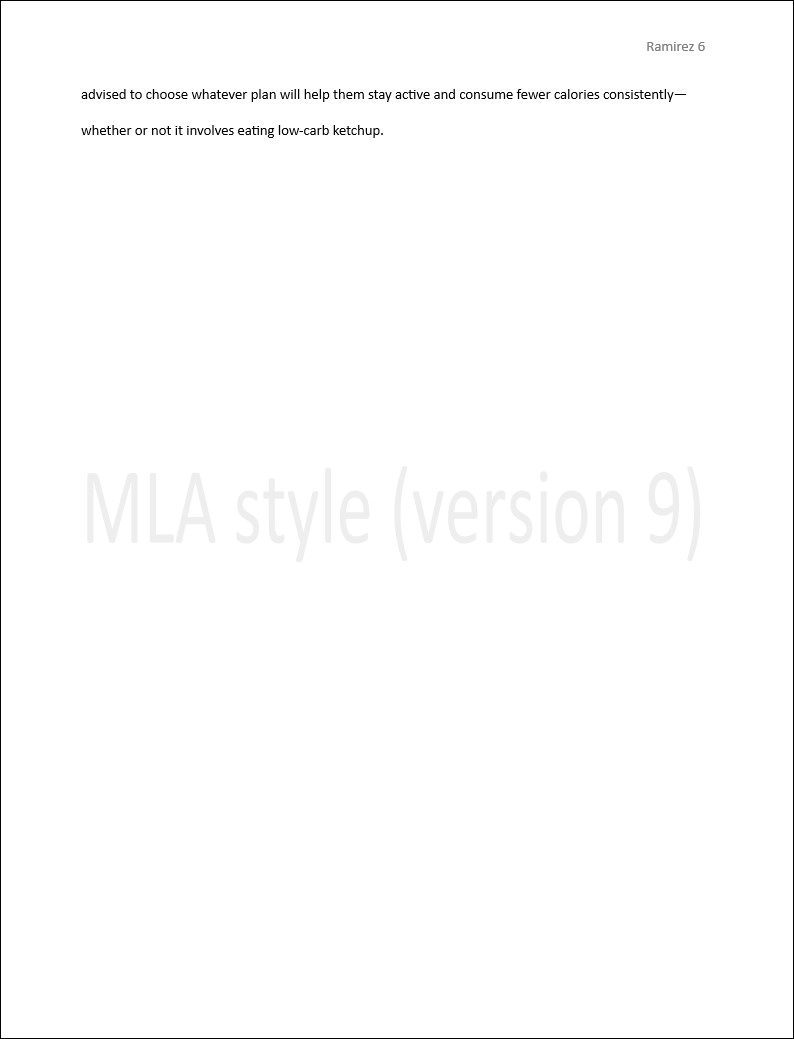 Ramirez 6
advised to choose whatever plan will help them stay active and consume fewer calories consistently—
whether or not it involves eating low-carb ketchup.
MLA style (version 9)